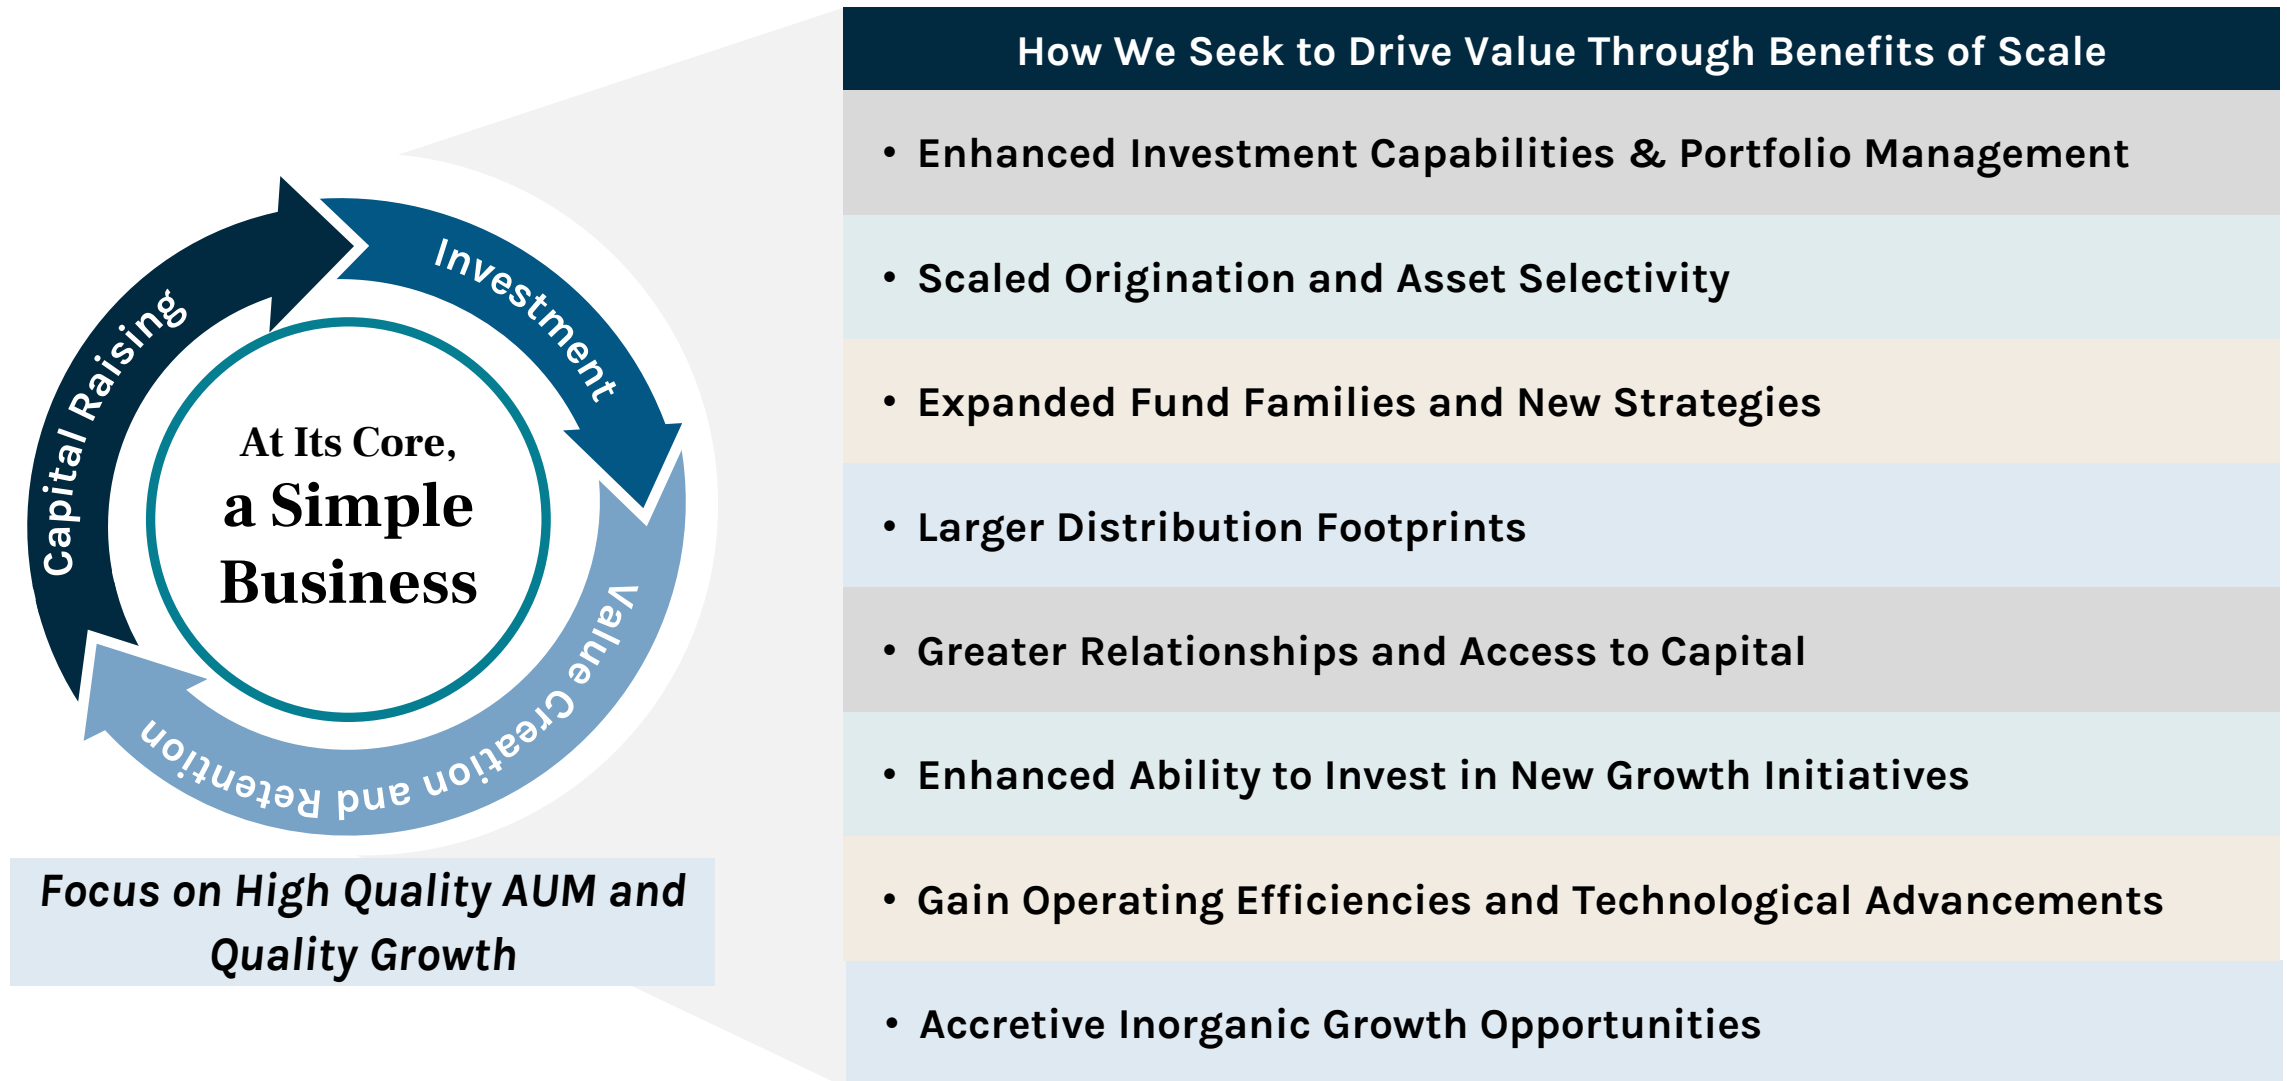 Capital Raising
Investment
Value Creation and Retention
At Its Core,
a Simple
Business
Focus on High Quality AUM and
Quality Growth
How We Seek to Drive Value Through Benefits of Scale
• Enhanced Investment Capabilities & Portfolio Management
• Scaled Origination and Asset Selectivity
• Expanded Fund Families and New Strategies
• Larger Distribution Footprints
• Greater Relationships and Access to Capital
• Enhanced Ability to Invest in New Growth Initiatives
• Gain Operating Efficiencies and Technological Advancements
• Accretive Inorganic Growth Opportunities